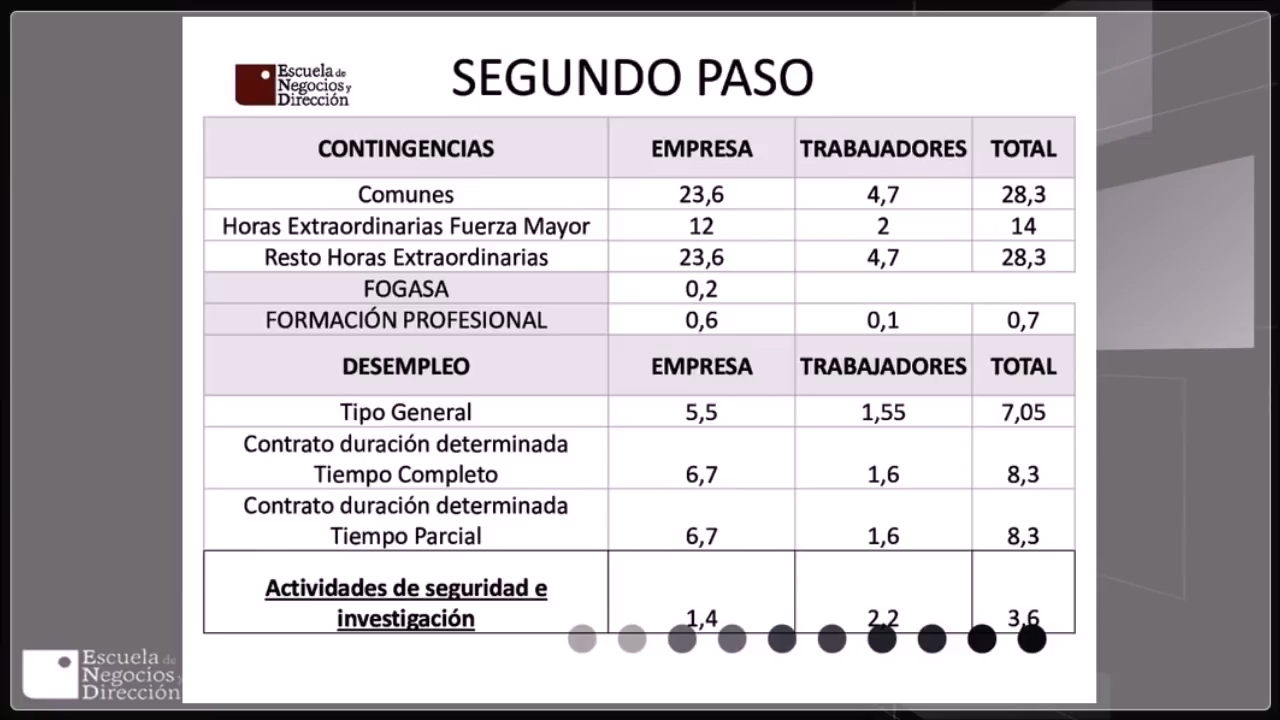 Escuela de
Negocios y
Dirección
SEGUNDO PASO
CONTINGENCIAS EMPRESA TRABAJADORES TOTAL
Comunes 23,6 4,7 28,3
Horas Extraordinarias Fuerza Mayor 12 2 14
Resto Horas Extraordinarias 23,6 4,7 28,3
FOGASA 0,2
FORMACIÓN PROFESIONAL 0,6 0,1 0,7
DESEMPLEO EMPRESA TRABAJADORES TOTAL
Tipo General 5,5 1,55 7,05
Contrato duración determinada
Tiempo Completo 6,7 1,6 8,3
Contrato duración determinada
Tiempo Parcial 6,7 1,6 8,3
Actividades de seguridad e
investigación 1,4 2,2 3,6
Escuela de
Negocios y
Dirección